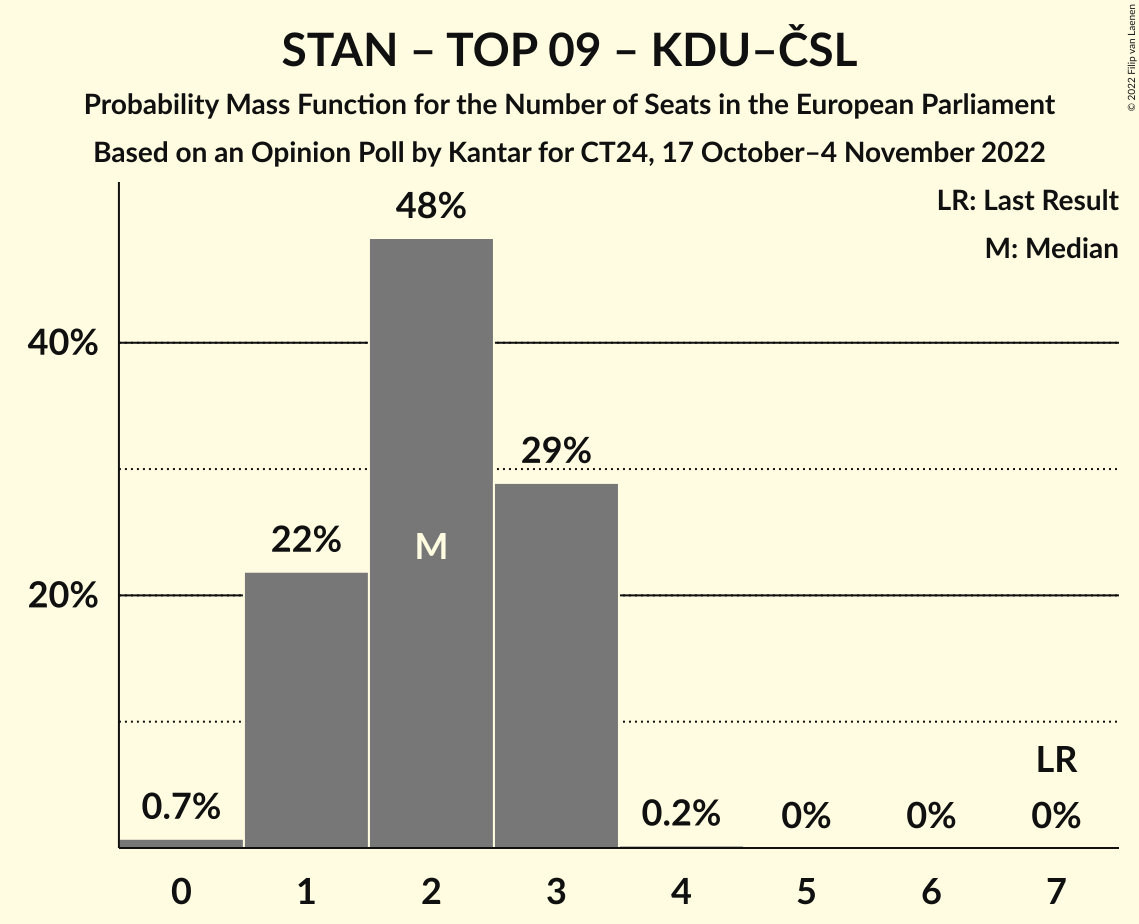 STAN – TOP 09 – KDU–ČSL
Probability Mass Function for the Number of Seats in the European Parliament
Based on an Opinion Poll by Kantar for CT24, 17 October–4 November 2022
© 2022 Filip van Laenen
LR: Last Result
M: Median
48%
40%
29%
22%
M
20%
LR
0.7%
0.2%
0%
0%
0%
0 1 2 3 4 5 6 7